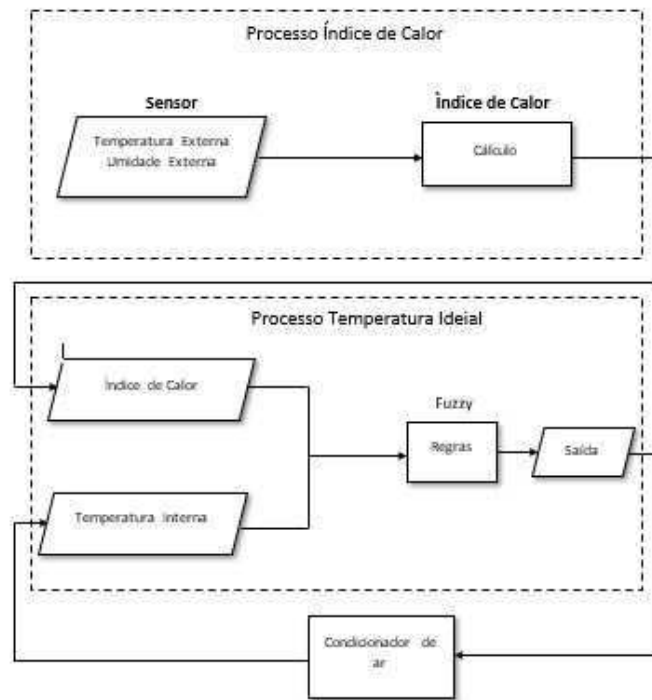 Processo Índice de Calor
Sensor
Índice de Calor
Temperatura Externa
Umidade Externa
Cálculo
Processo Temperatura Ideial
Índice de Calor
Fuzzy
Regras
Saída
Temperatura Interna
Condicionador de
ar